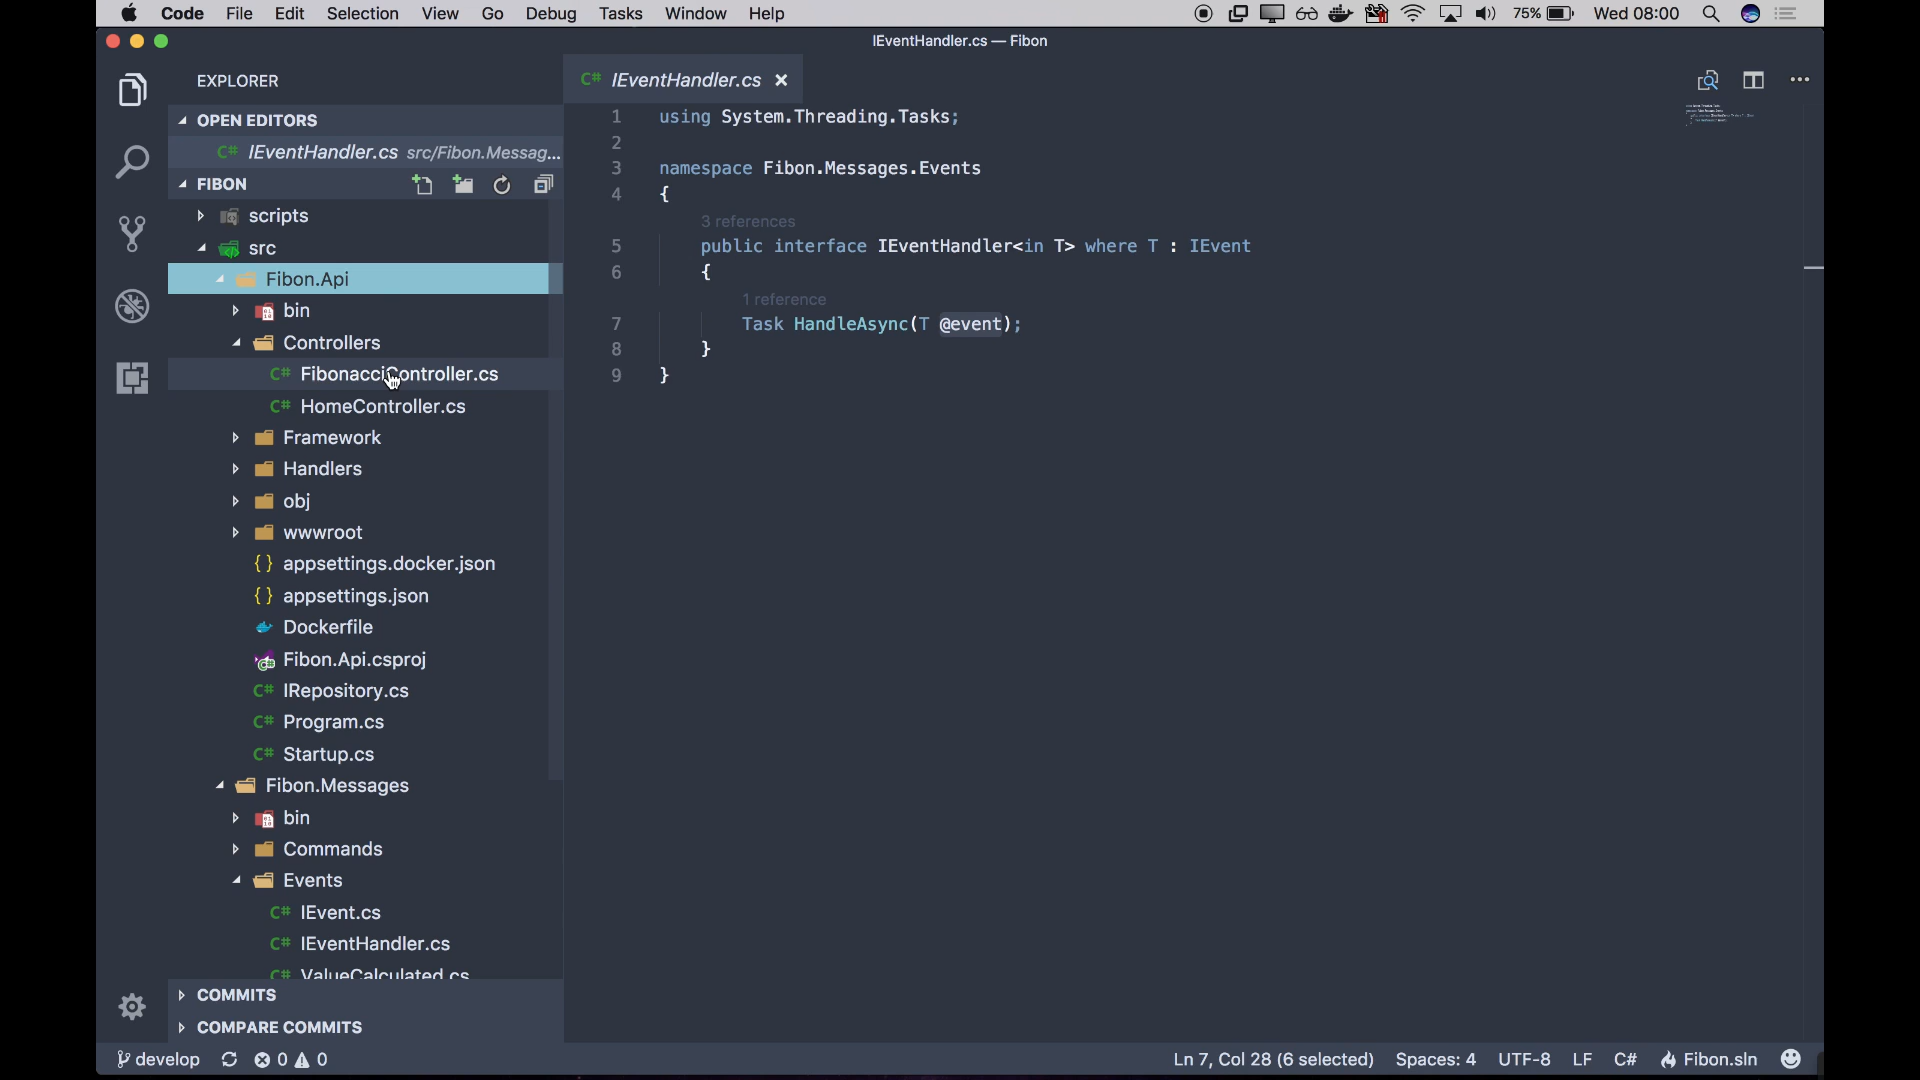 Code File Edit Selection View Go Debug Tasks Window Help 75% Wed 08:00
IEventHandler.cs — Fibon
EXPLORER
OPEN EDITORS
C# IEventHandler.cs src/Fibon.Messag...
FIBON
scripts
src
Fibon.Api
bin
Controllers
C# FibonacciController.cs
C# HomeController.cs
Framework
Handlers
obj
wwwroot
{ } appsettings.docker.json
{ } appsettings.json
Dockerfile
Fibon.Api.csproj
C# IRepository.cs
C# Program.cs
C# Startup.cs
Fibon.Messages
bin
Commands
Events
C# IEvent.cs
C# IEventHandler.cs
C# ValueCalculated.cs
COMMITS
COMPARE COMMITS
C# IEventHandler.cs ×
1 using System.Threading.Tasks;
2
3 namespace Fibon.Messages.Events
4 {
3 references
5 public interface IEventHandler<in T> where T : IEvent
6 {
1 reference
7 Task HandleAsync(T @event);
8 }
9 }
develop 0 0 Ln 7, Col 28 (6 selected) Spaces: 4 UTF-8 LF C# Fibon.sln